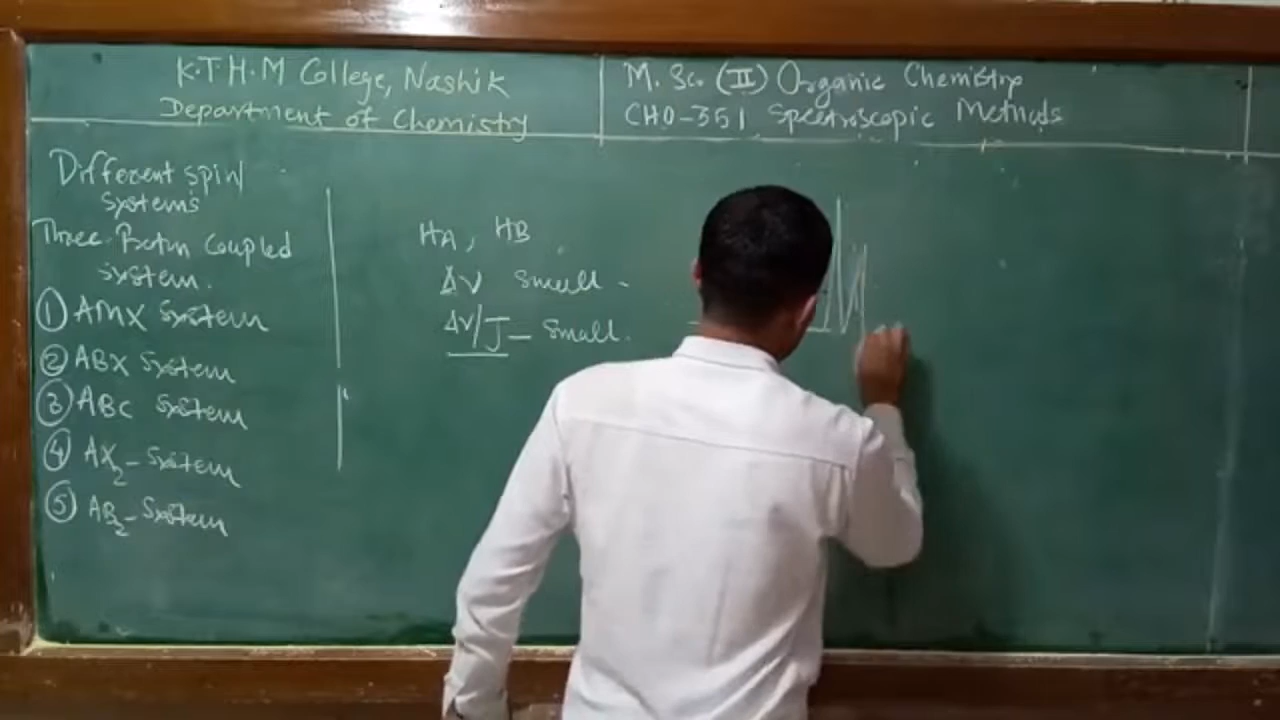 K.T.H.M College, Nashik
Department of Chemistry
M. Sc. (II) Organic Chemistry
CHO-351 Spectroscopic Methods
Different spin
systems
Three Proton Coupled
system.
① AMX System
② ABX System
③ ABC System
④ AX₂-System
⑤ AB₂-System
HA, HB
Δν small
Δν/J - small.